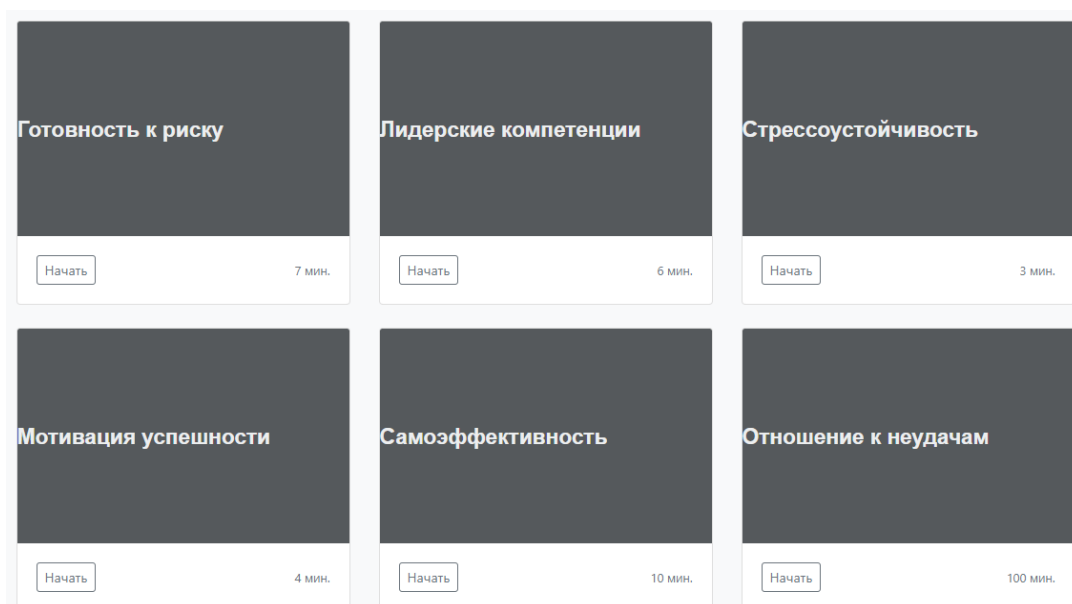 Готовность к риску
Лидерские компетенции
Стрессоустойчивость
Начать
7 мин.
Начать
6 мин.
Начать
3 мин.
Мотивация успешности
Самоэффективность
Отношение к неудачам
Начать
4 мин.
Начать
10 мин.
Начать
100 мин.